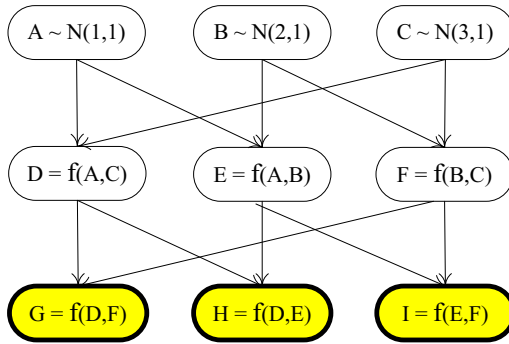 A ~ N(1,1)
B ~ N(2,1)
C ~ N(3,1)
D = f(A,C)
E = f(A,B)
F = f(B,C)
G = f(D,F)
H = f(D,E)
I = f(E,F)